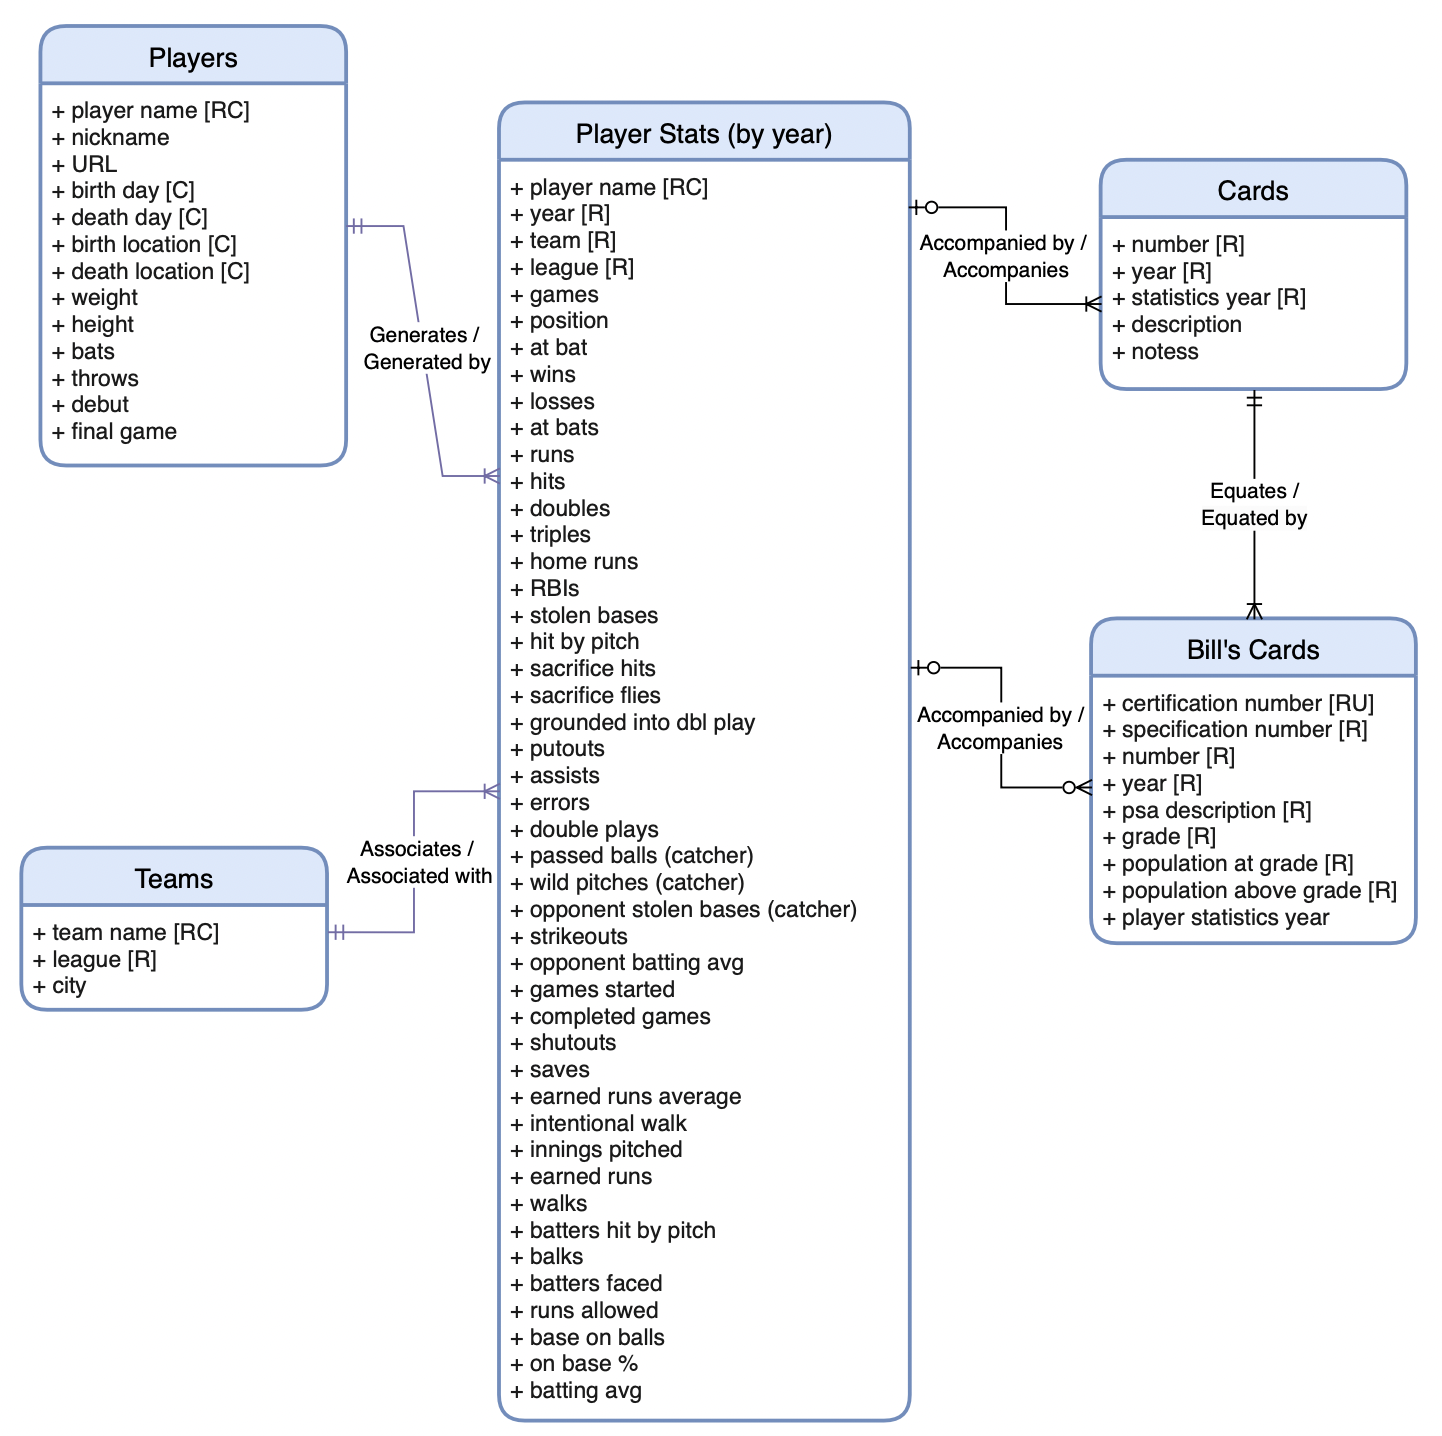 Players
+ player name [RC]
+ nickname
+ URL
+ birth day [C]
+ death day [C]
+ birth location [C]
+ death location [C]
+ weight
+ height
+ bats
+ throws
+ debut
+ final game
Generates /
Generated by
Teams
+ team name [RC]
+ league [R]
+ city
Associates /
Associated with
Player Stats (by year)
+ player name [RC]
+ year [R]
+ team [R]
+ league [R]
+ games
+ position
+ at bat
+ wins
+ losses
+ at bats
+ runs
+ hits
+ doubles
+ triples
+ home runs
+ RBIs
+ stolen bases
+ hit by pitch
+ sacrifice hits
+ sacrifice flies
+ grounded into dbl play
+ putouts
+ assists
+ errors
+ double plays
+ passed balls (catcher)
+ wild pitches (catcher)
+ opponent stolen bases (catcher)
+ strikeouts
+ opponent batting avg
+ games started
+ completed games
+ shutouts
+ saves
+ earned runs average
+ intentional walk
+ innings pitched
+ earned runs
+ walks
+ batters hit by pitch
+ balks
+ batters faced
+ runs allowed
+ base on balls
+ on base %
+ batting avg
Accompanied by /
Accompanies
Cards
+ number [R]
+ year [R]
+ statistics year [R]
+ description
+ notess
Equates /
Equated by
Accompanied by /
Accompanies
Bill's Cards
+ certification number [RU]
+ specification number [R]
+ number [R]
+ year [R]
+ psa description [R]
+ grade [R]
+ population at grade [R]
+ population above grade [R]
+ player statistics year